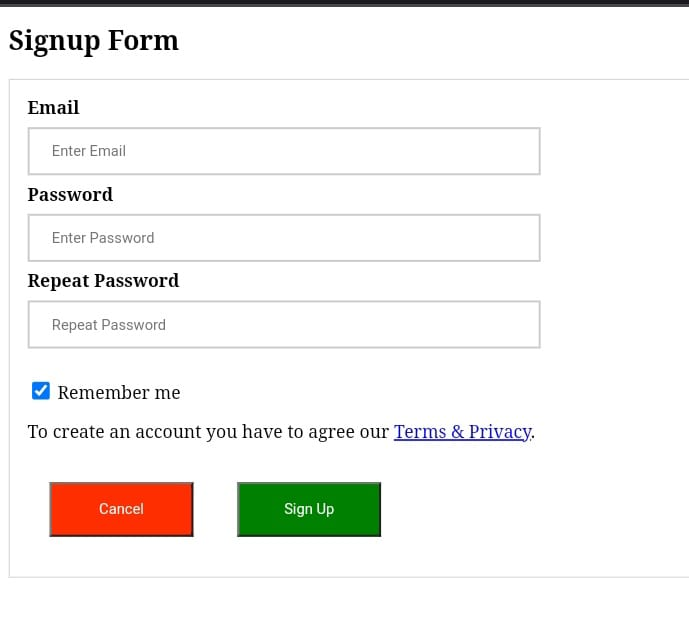 Signup Form
Email
Enter Email
Password
Enter Password
Repeat Password
Repeat Password
Remember me
To create an account you have to agree our Terms & Privacy.
Cancel Sign Up